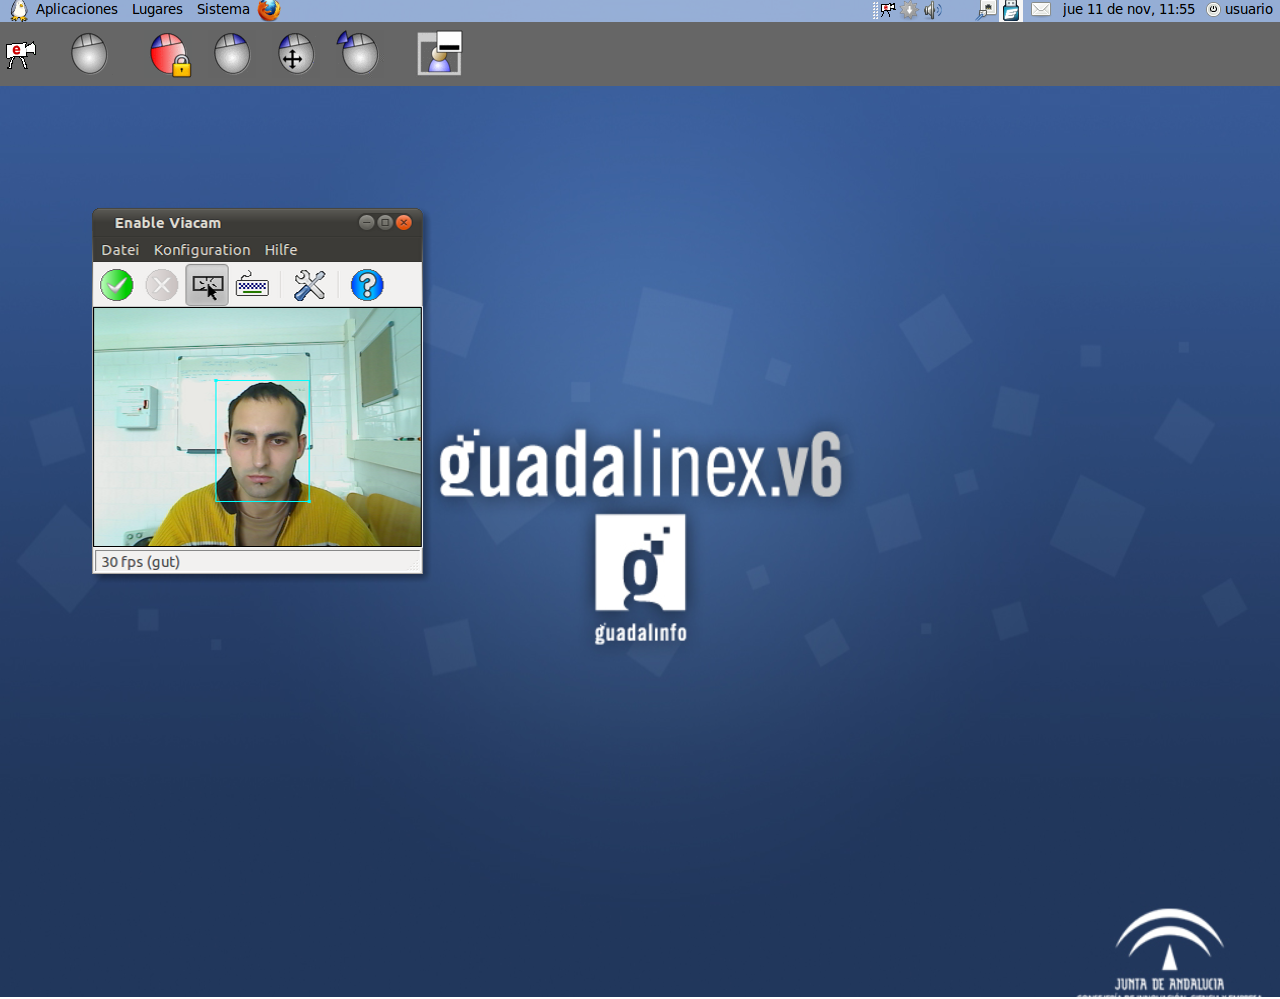 Aplicaciones Lugares Sistema jue 11 de nov, 11:55 usuario
e
Enable Viacam
Datei Konfiguration Hilfe
30 fps (gut)
guadalinex.v6
g
guadalinfo
JUNTA DE ANDALUCIA